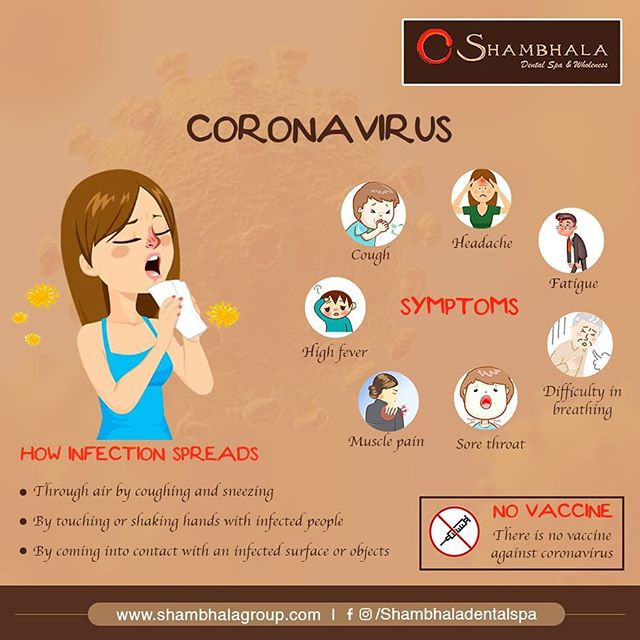 SHAMBHALA
Dental Spa & Wholeness
CORONAVIRUS
Cough
Headache
Fatigue
SYMPTOMS
High fever
Difficulty in
breathing
Muscle pain
Sore throat
HOW INFECTION SPREADS
• Through air by coughing and sneezing
• By touching or shaking hands with infected people
• By coming into contact with an infected surface or objects
NO VACCINE
There is no vaccine
against coronavirus
www.shambhalagroup.com | f /Shambhaladentalspa